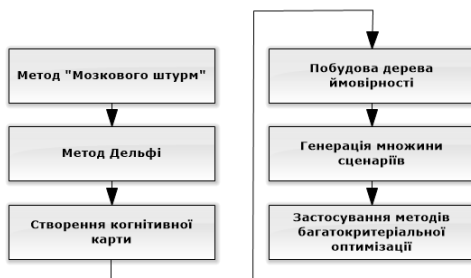 Метод "Мозкового штурм"
Метод Дельфі
Створення когнітивної
карти
Побудова дерева
ймовірності
Генерація множини
сценаріїв
Застосування методів
багатокритеріальної
оптимізації